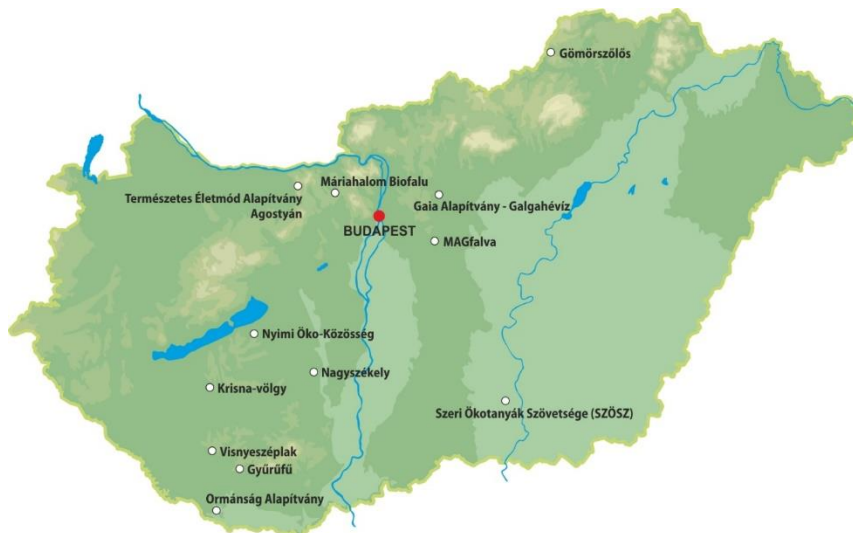 Gömörszőlős
Máriahalom Biofalu
Természetes Életmód Alapítvány
Agostyán
Gaia Alapítvány - Galgahévíz
BUDAPEST
MAGfalva
Nyimi Öko-Közösség
Nagyszékely
Krisna-völgy
Szeri Ökotanyák Szövetsége (SZÖSZ)
Visnyeszéplak
Gyűrűfű
Ormánság Alapítvány